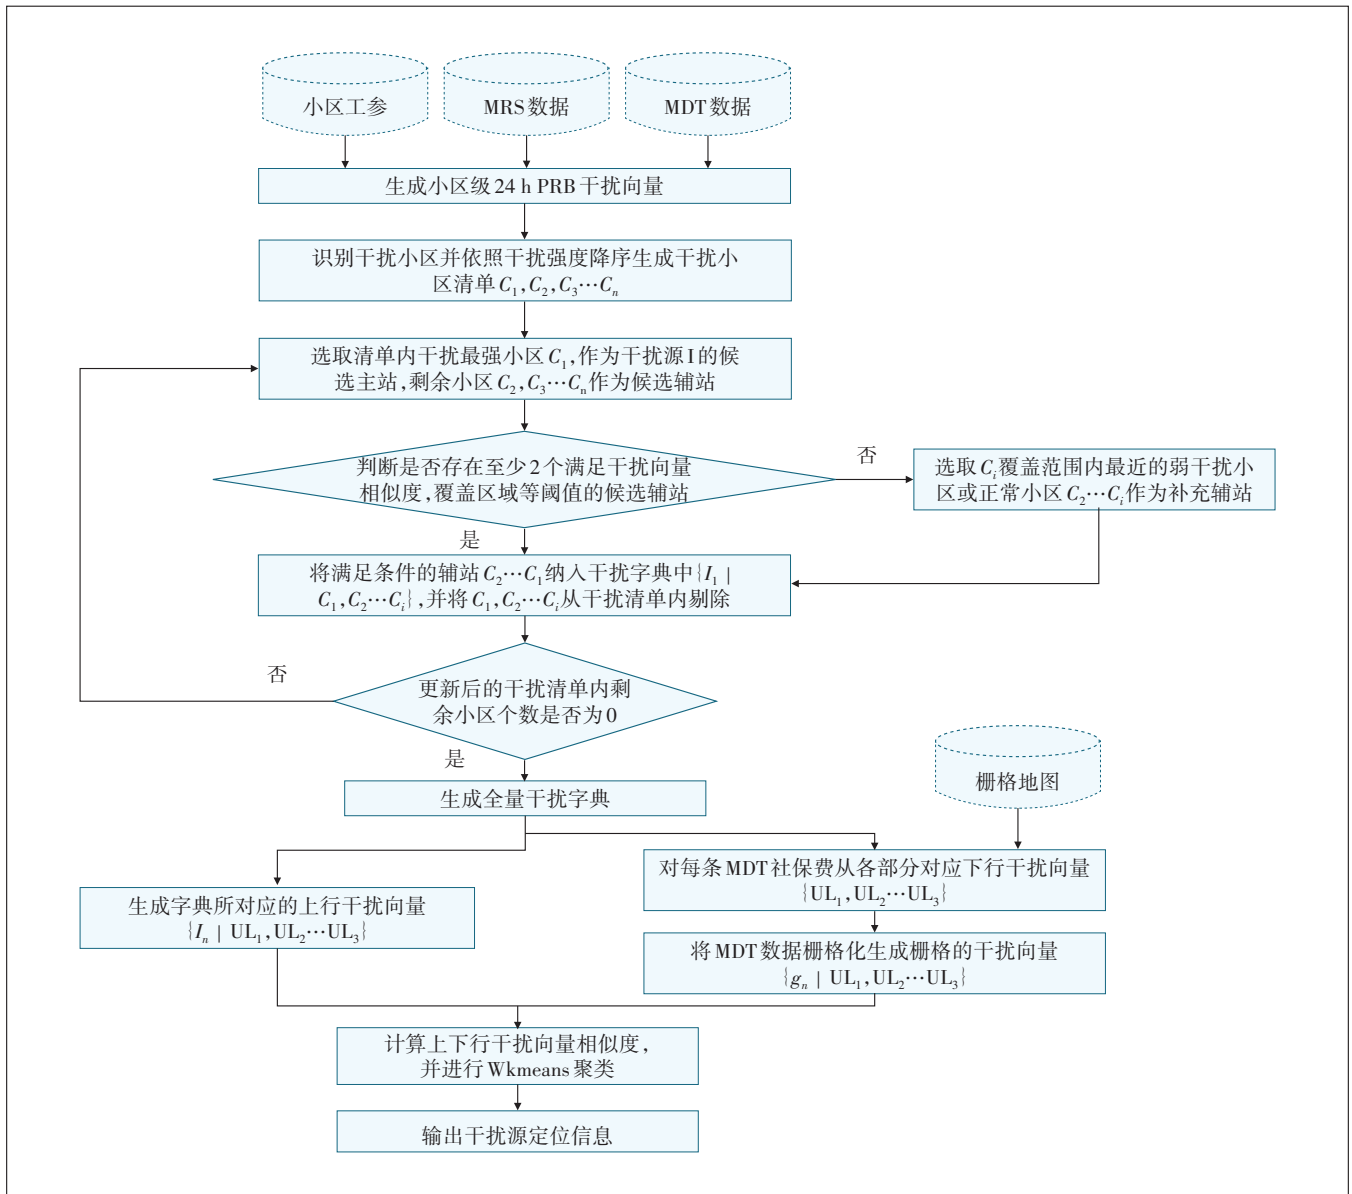 小区工参
MRS数据
MDT数据
生成小区级24 h PRB干扰向量
识别干扰小区并依照干扰强度降序生成干扰小
区清单C₁,C₂,C₃…Cₙ
选取清单内干扰最强小区C₁,作为干扰源I的候
选主站,剩余小区C₂,C₃…Cₙ作为候选辅站
判断是否存在至少2个满足干扰向量
相似度,覆盖区域等阈值的候选辅站
否
选取Cᵢ覆盖范围内最近的弱干扰小
区或正常小区C₂…Cᵢ作为补充辅站
是
将满足条件的辅站C₂…C₁纳入干扰字典中{I₁ |
C₁,C₂…Cᵢ},并将C₁,C₂…Cᵢ从干扰清单内剔除
否
更新后的干扰清单内剩
余小区个数是否为0
是
栅格地图
生成全量干扰字典
对每条MDT社保费从各部分对应下行干扰向量
{UL₁,UL₂…UL₃}
生成字典所对应的上行干扰向量
{Iₙ | UL₁,UL₂…UL₃}
将MDT数据栅格化生成栅格的干扰向量
{gₙ | UL₁,UL₂…UL₃}
计算上下行干扰向量相似度,
并进行Wkmeans聚类
输出干扰源定位信息